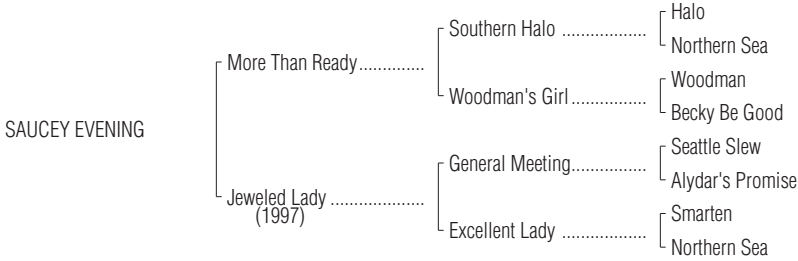 Halo
Southern Halo ..................
Northern Sea
More Than Ready..............
Woodman
Woodman's Girl................
Becky Be Good
SAUCEY EVENING
Seattle Slew
General Meeting................
Alydar's Promise
Jeweled Lady ....................
(1997)
Smarten
Excellent Lady ..................
Northern Sea